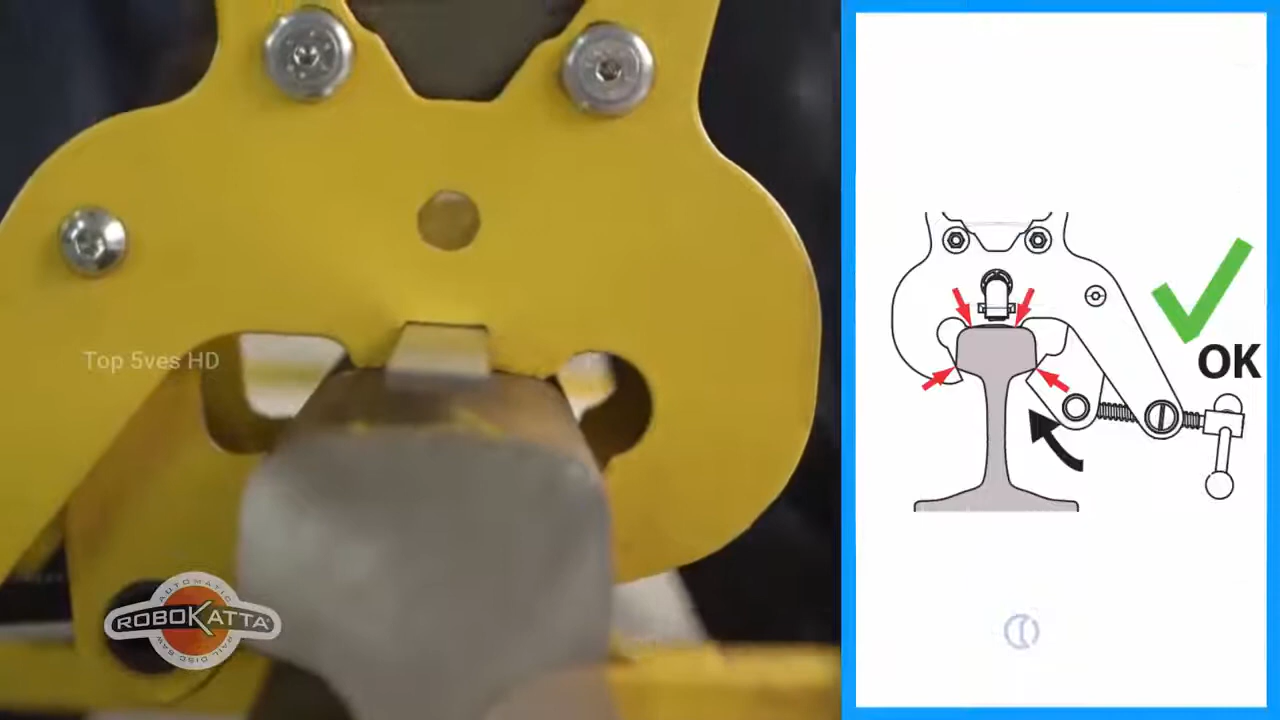 Top 5ves HD
AUTOMATIC
ROBOKATTA
RAIL DISC SAW
OK